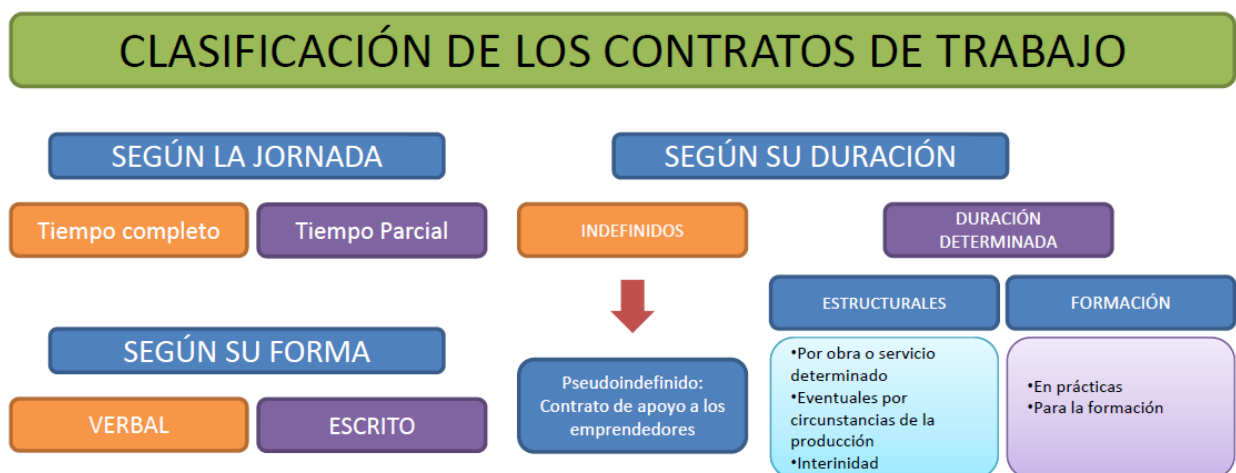 CLASIFICACIÓN DE LOS CONTRATOS DE TRABAJO
SEGÚN LA JORNADA
Tiempo completo
Tiempo Parcial
SEGÚN SU FORMA
VERBAL
ESCRITO
SEGÚN SU DURACIÓN
INDEFINIDOS
Pseudoindefinido:
Contrato de apoyo a los
emprendedores
DURACIÓN
DETERMINADA
ESTRUCTURALES
•Por obra o servicio
determinado
•Eventuales por
circunstancias de la
producción
•Interinidad
FORMACIÓN
•En prácticas
•Para la formación